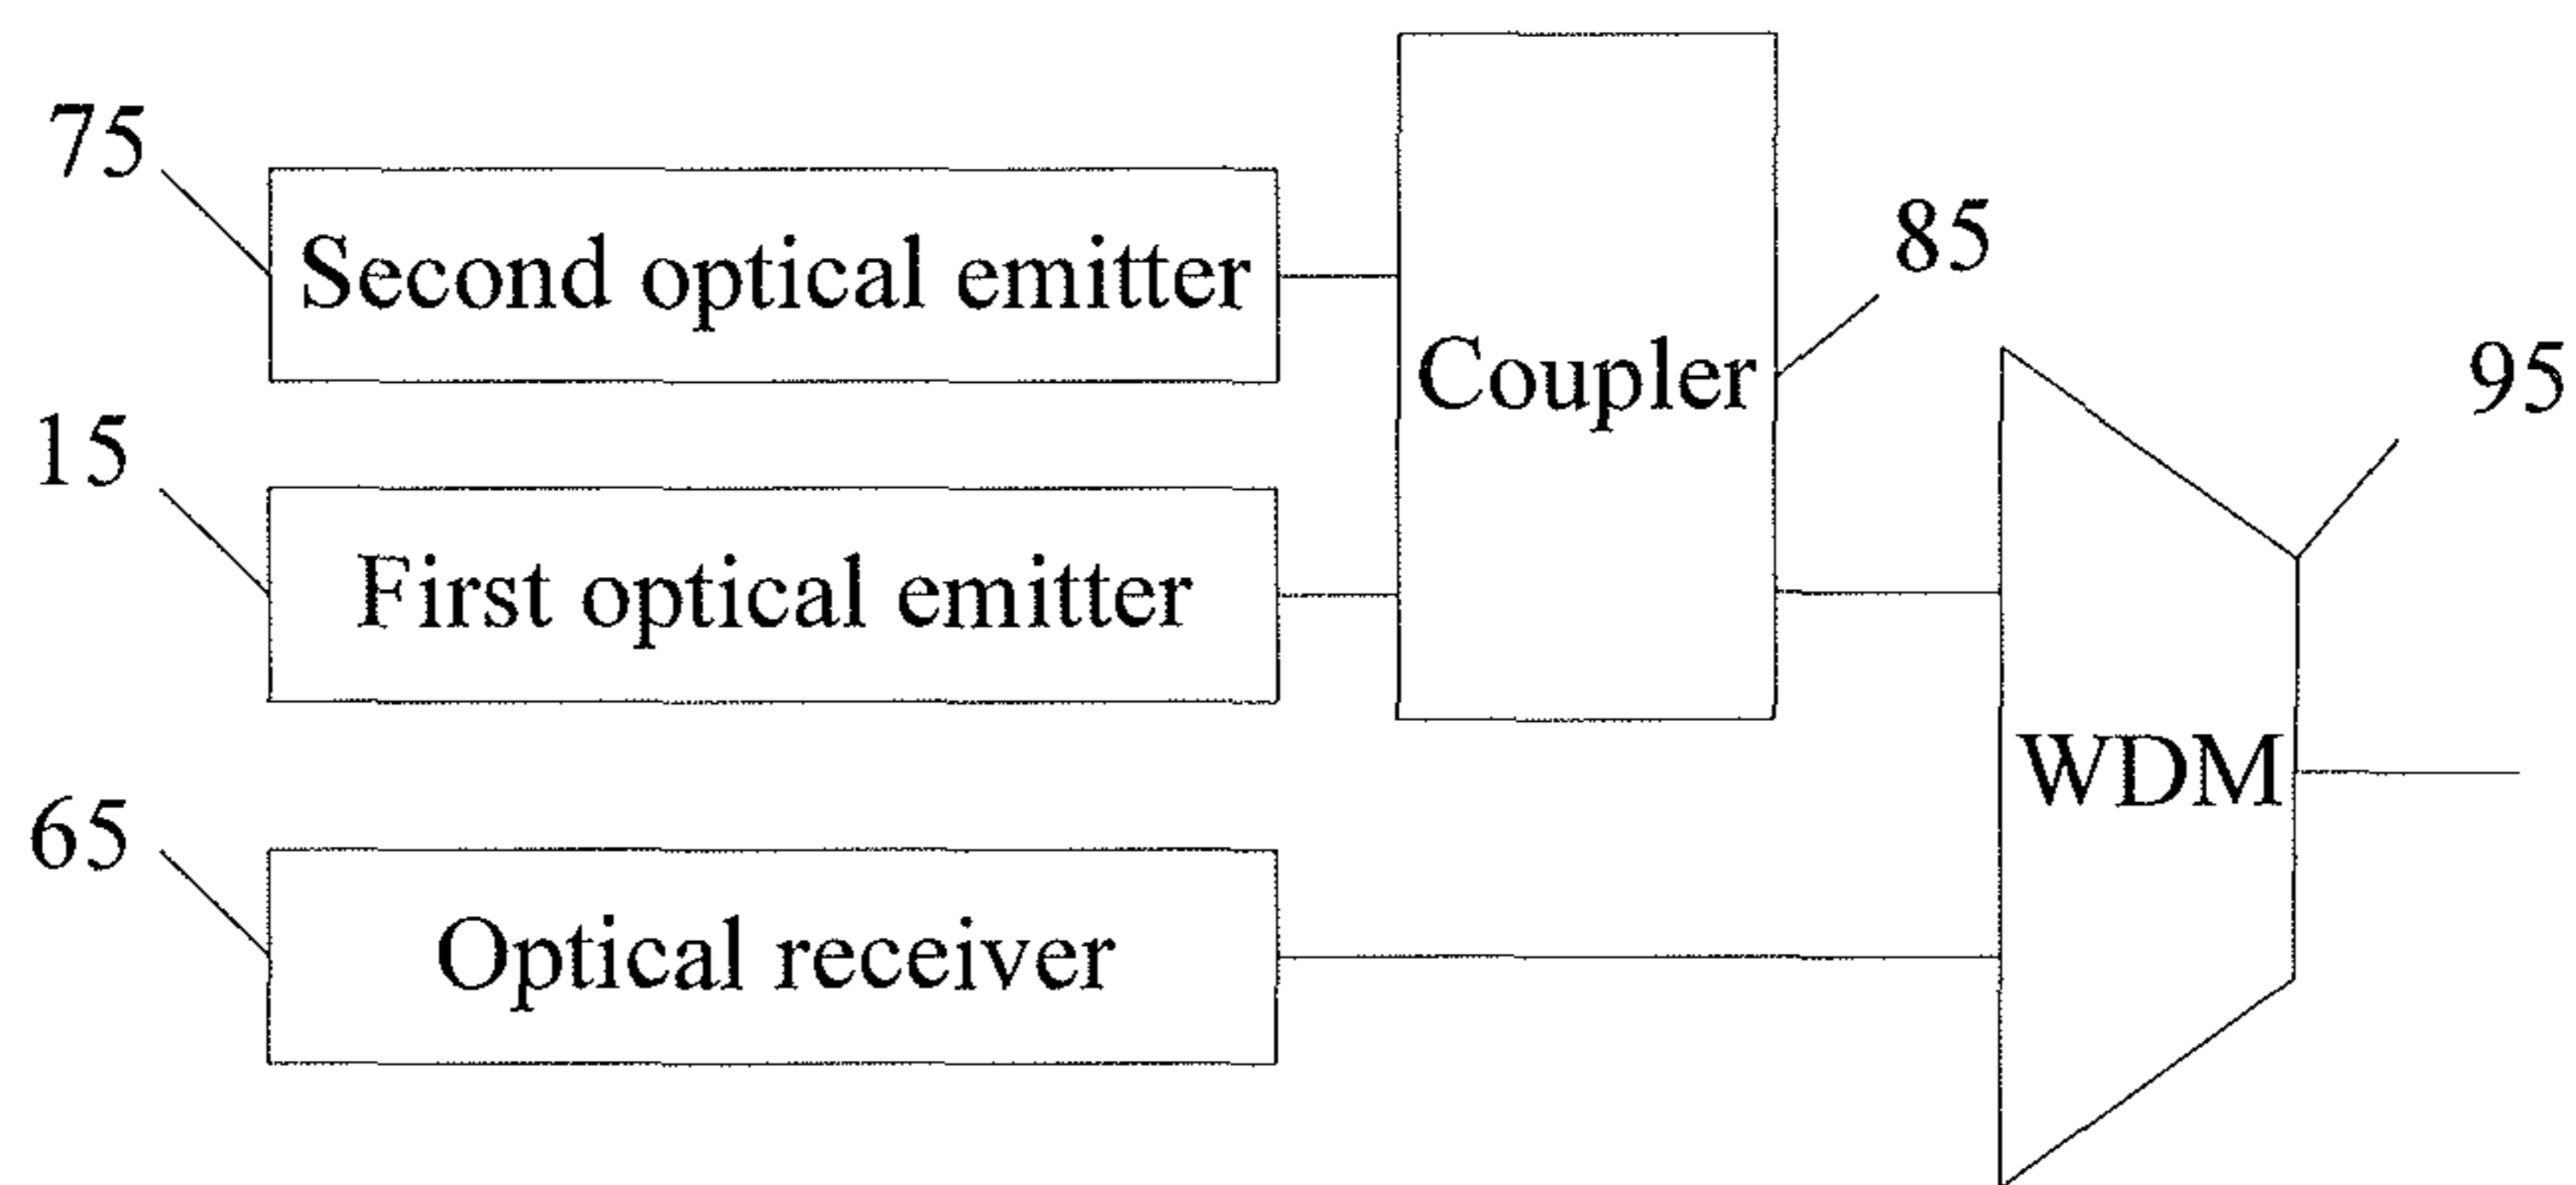 75
Second optical emitter
Coupler
85
95
15
First optical emitter
WDM
65
Optical receiver